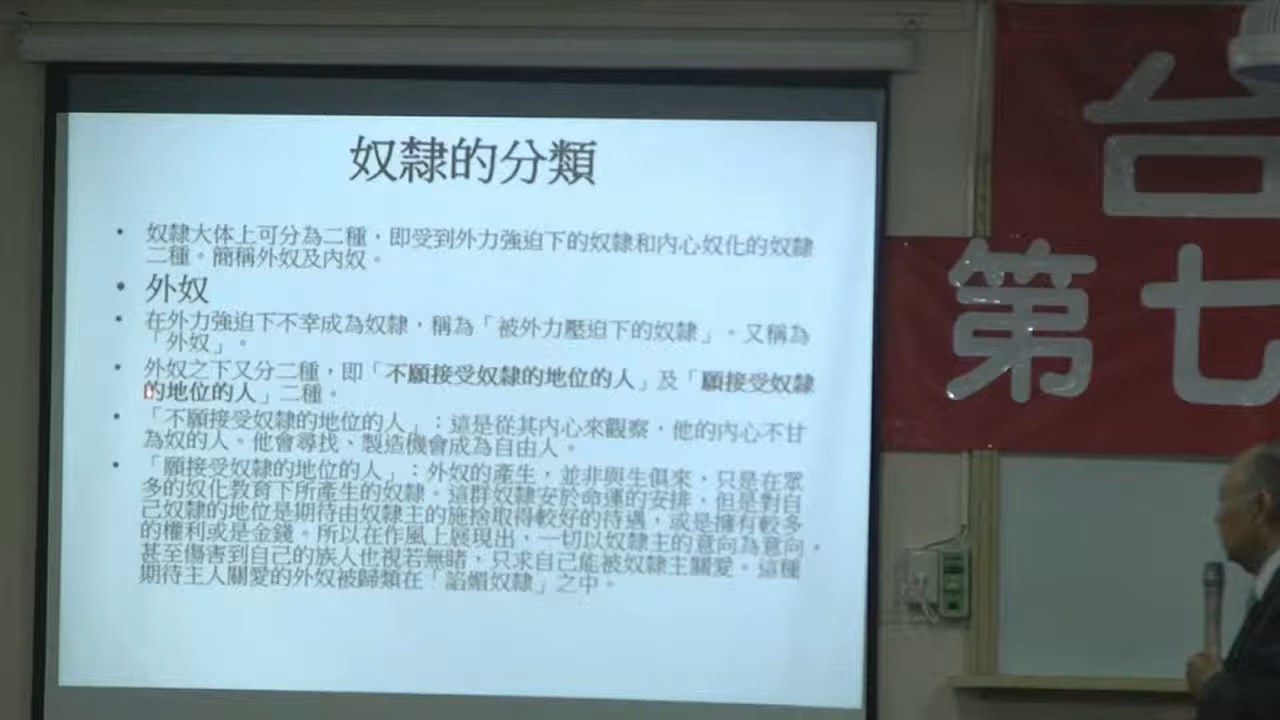 奴隸的分類
• 奴隸大体上可分為二種，即受到外力強迫下的奴隸和內心奴化的奴隸
二種。簡稱外奴及內奴。
• 外奴
• 在外力強迫下不幸成為奴隸，稱為「被外力壓迫下的奴隸」。又稱為
「外奴」。
• 外奴之下又分二種，即「不願接受奴隸的地位的人」及「願接受奴隸
的地位的人」二種。
• 「不願接受奴隸的地位的人」：這是從其內心來觀察，他的內心不甘
為奴的人。他會尋找、製造機會成為自由人。
• 「願接受奴隸的地位的人」：外奴的產生，並非與生俱來，只是在眾
多的奴化教育下所產生的奴隸。這群奴隸安於命運的安排，但是對自
己奴隸的地位是期待由奴隸主的施捨取得較好的待遇，或是擁有較多
的權利或是金錢。所以在作風上展現出，一切以奴隸主的意向為意向，
甚至傷害到自己的族人也視若無睹，只求自己能被奴隸主關愛。這種
期待主人關愛的外奴被歸類在「諂媚奴隸」之中。
台
第七